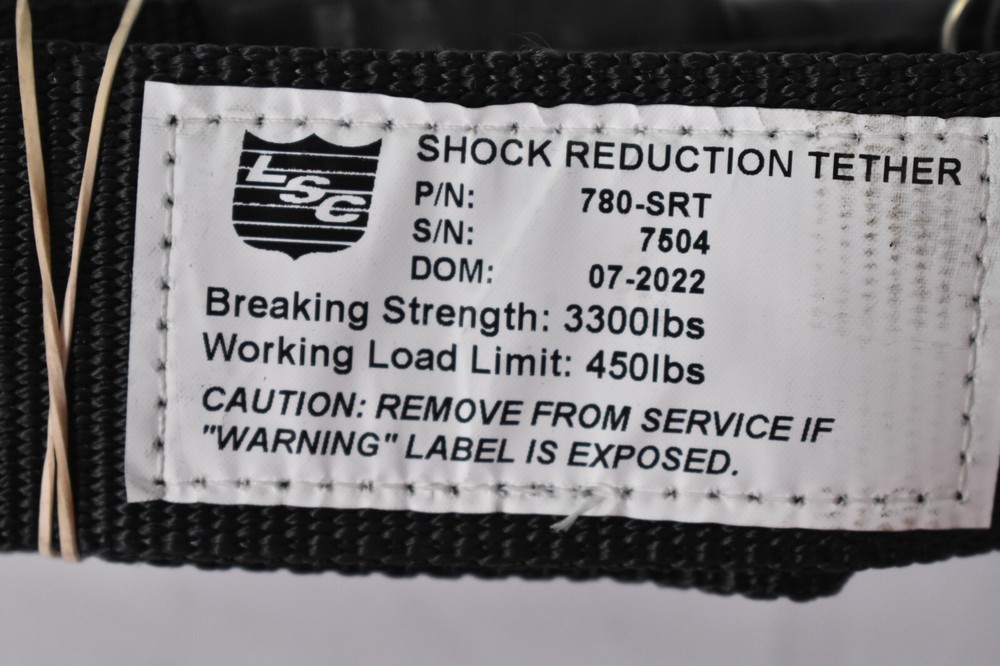 LSC
SHOCK REDUCTION TETHER
P/N: 780-SRT
S/N: 7504
DOM: 07-2022
Breaking Strength: 3300lbs
Working Load Limit: 450lbs
CAUTION: REMOVE FROM SERVICE IF
"WARNING" LABEL IS EXPOSED.